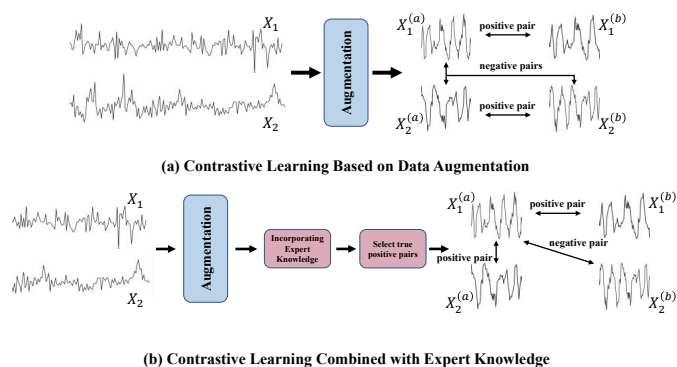 X₁
X₂
Augmentation
X₁⁽ᵃ⁾
positive pair
X₁⁽ᵇ⁾
negative pairs
X₂⁽ᵃ⁾
positive pair
X₂⁽ᵇ⁾
(a) Contrastive Learning Based on Data Augmentation
X₁
X₂
Augmentation
Incorporating
Expert
Knowledge
Select true
positive pairs
X₁⁽ᵃ⁾
positive pair
X₁⁽ᵇ⁾
positive pair
negative pair
X₂⁽ᵃ⁾
X₂⁽ᵇ⁾
(b) Contrastive Learning Combined with Expert Knowledge